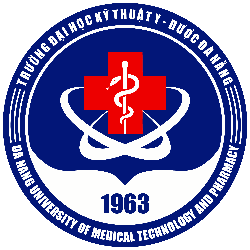 TRƯỜNG ĐẠI HỌC KỸ THUẬT Y - DƯỢC ĐÀ NẴNG
1963
DA NANG UNIVERSITY OF MEDICAL TECHNOLOGY AND PHARMACY